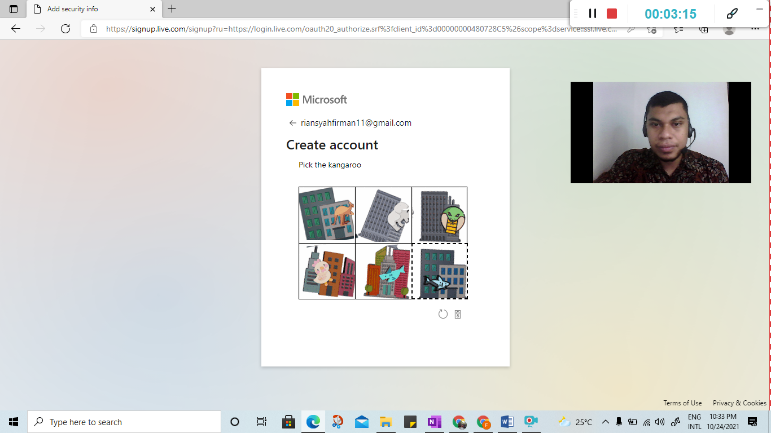 Add security info
00:03:15
https://signup.live.com/signup?ru=https://login.live.com/oauth20_authorize.srf%3fclient_id%3d00000000480728C5%26scope%3dservice::ssl.live.c...
Microsoft
riansyahfirman11@gmail.com
Create account
Pick the kangaroo
Terms of Use Privacy & Cookies
Type here to search
25°C
ENG
INTL
10:33 PM
10/24/2021